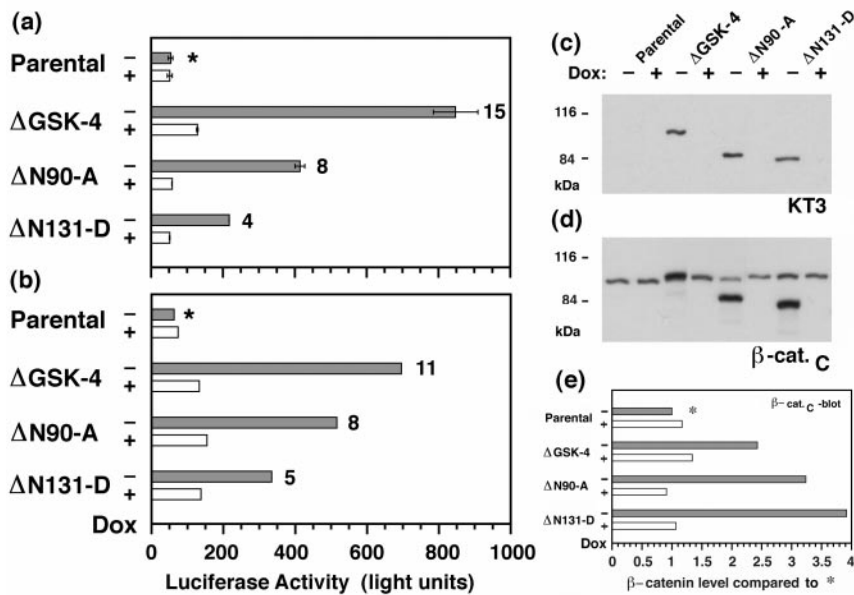 (a)
Parental
−
*
+
ΔGSK-4
−
15
+
ΔN90-A
−
8
+
ΔN131-D
−
4
+
(b)
Parental
−
*
+
ΔGSK-4
−
11
+
ΔN90-A
−
8
+
ΔN131-D
−
5
+
Dox
0 200 400 600 800 1000
Luciferase Activity (light units)
(c)
Parental ΔGSK-4 ΔN90-A ΔN131-D
Dox: − + − + − + − +
116 −
84 −
kDa
KT3
(d)
116 −
84 −
kDa
β-cat. C
(e)
β-cat. C -blot
Parental
−
*
+
ΔGSK-4
−
+
ΔN90-A
−
+
ΔN131-D
−
+
Dox
0 0.5 1 1.5 2 2.5 3 3.5 4
β-catenin level compared to *